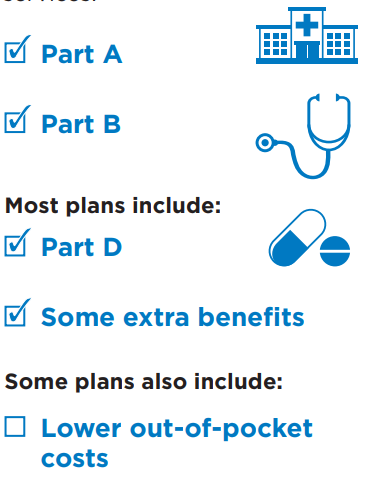 Part A
Part B
Most plans include:
Part D
Some extra benefits
Some plans also include:
Lower out-of-pocket
costs